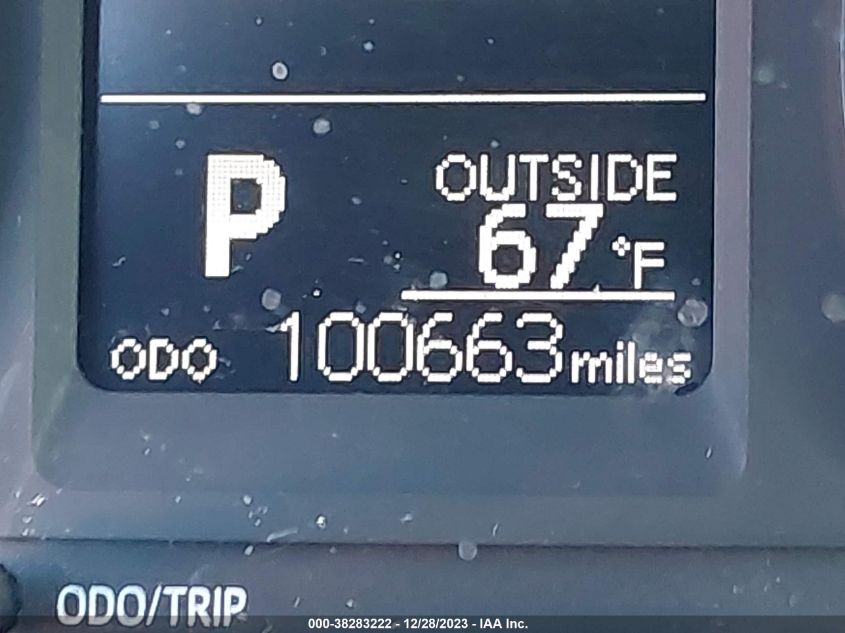 P
OUTSIDE
67 °F
ODO 100663 miles
ODO/TRIP
000-38283222 - 12/28/2023 - IAA Inc.